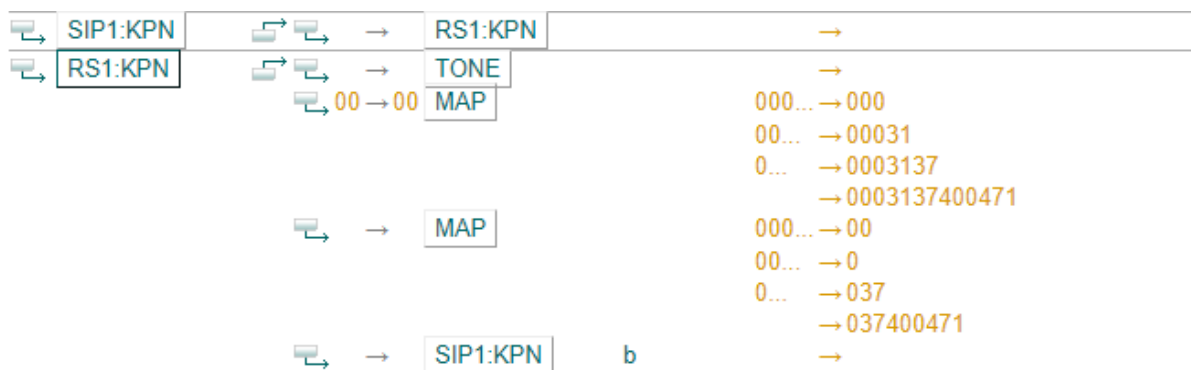 SIP1:KPN → RS1:KPN →
RS1:KPN → TONE →
00 → 00 MAP 000... → 000
00... → 00031
0... → 0003137
→ 0003137400471
→ MAP 000... → 00
00... → 0
0... → 037
→ 037400471
→ SIP1:KPN b →